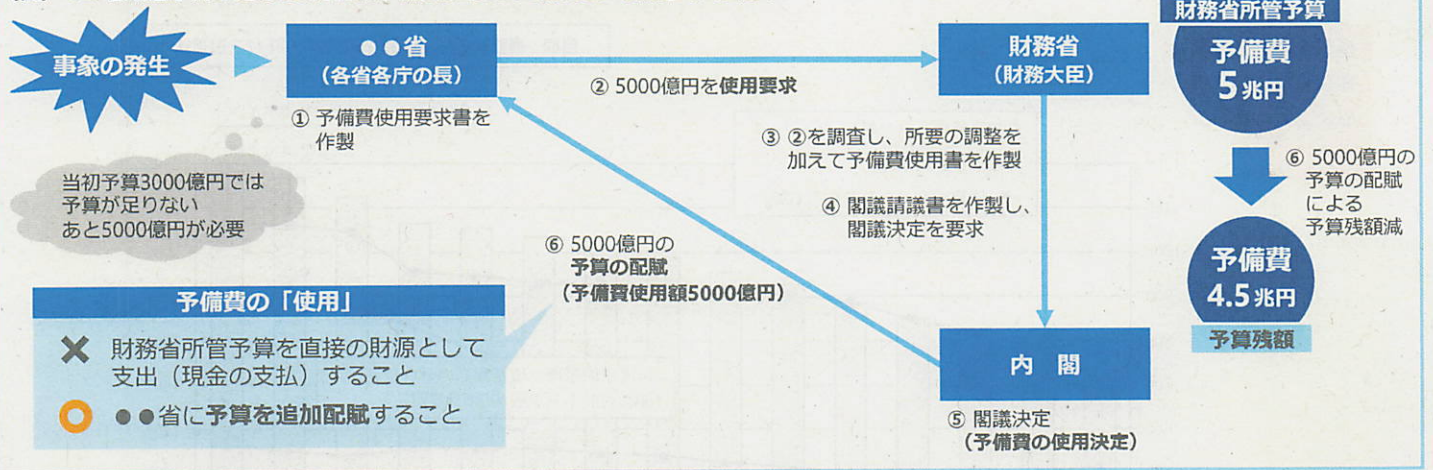 事象の発生
●●省
(各省各庁の長)
① 予備費使用要求書を
作製
当初予算3000億円では
予算が足りない
あと5000億円が必要
② 5000億円を使用要求
財務省
(財務大臣)
③ ②を調査し、所要の調整を
加えて予備費使用書を作製
④ 閣議請議書を作製し、
閣議決定を要求
内 閣
⑤ 閣議決定
(予備費の使用決定)
⑥ 5000億円の
予算の配賦
(予備費使用額5000億円)
財務省所管予算
予備費
5兆円
⑥ 5000億円の
予算の配賦
による
予算残額減
予備費
4.5兆円
予算残額
予備費の「使用」
✕ 財務省所管予算を直接の財源として
支出(現金の支払)すること
○ ●●省に予算を追加配賦すること